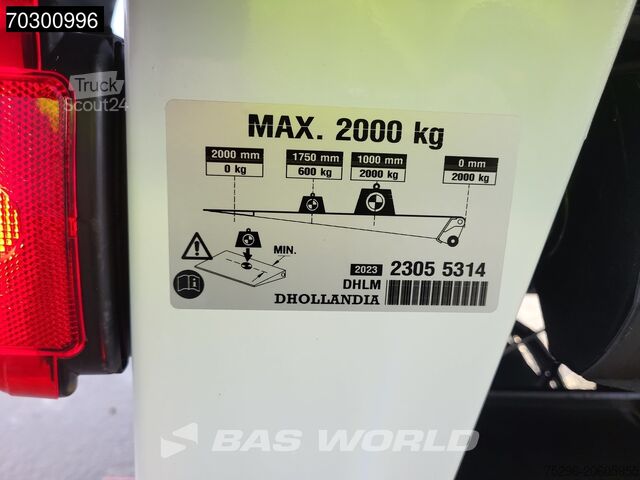 70300996
Truck
Scout24
MAX. 2000 kg
2000 mm 1750 mm 1000 mm 0 mm
0 kg 600 kg 2000 kg 2000 kg
MIN.
2023 2305 5314
DHLM
DHOLLANDIA
BAS WORLD